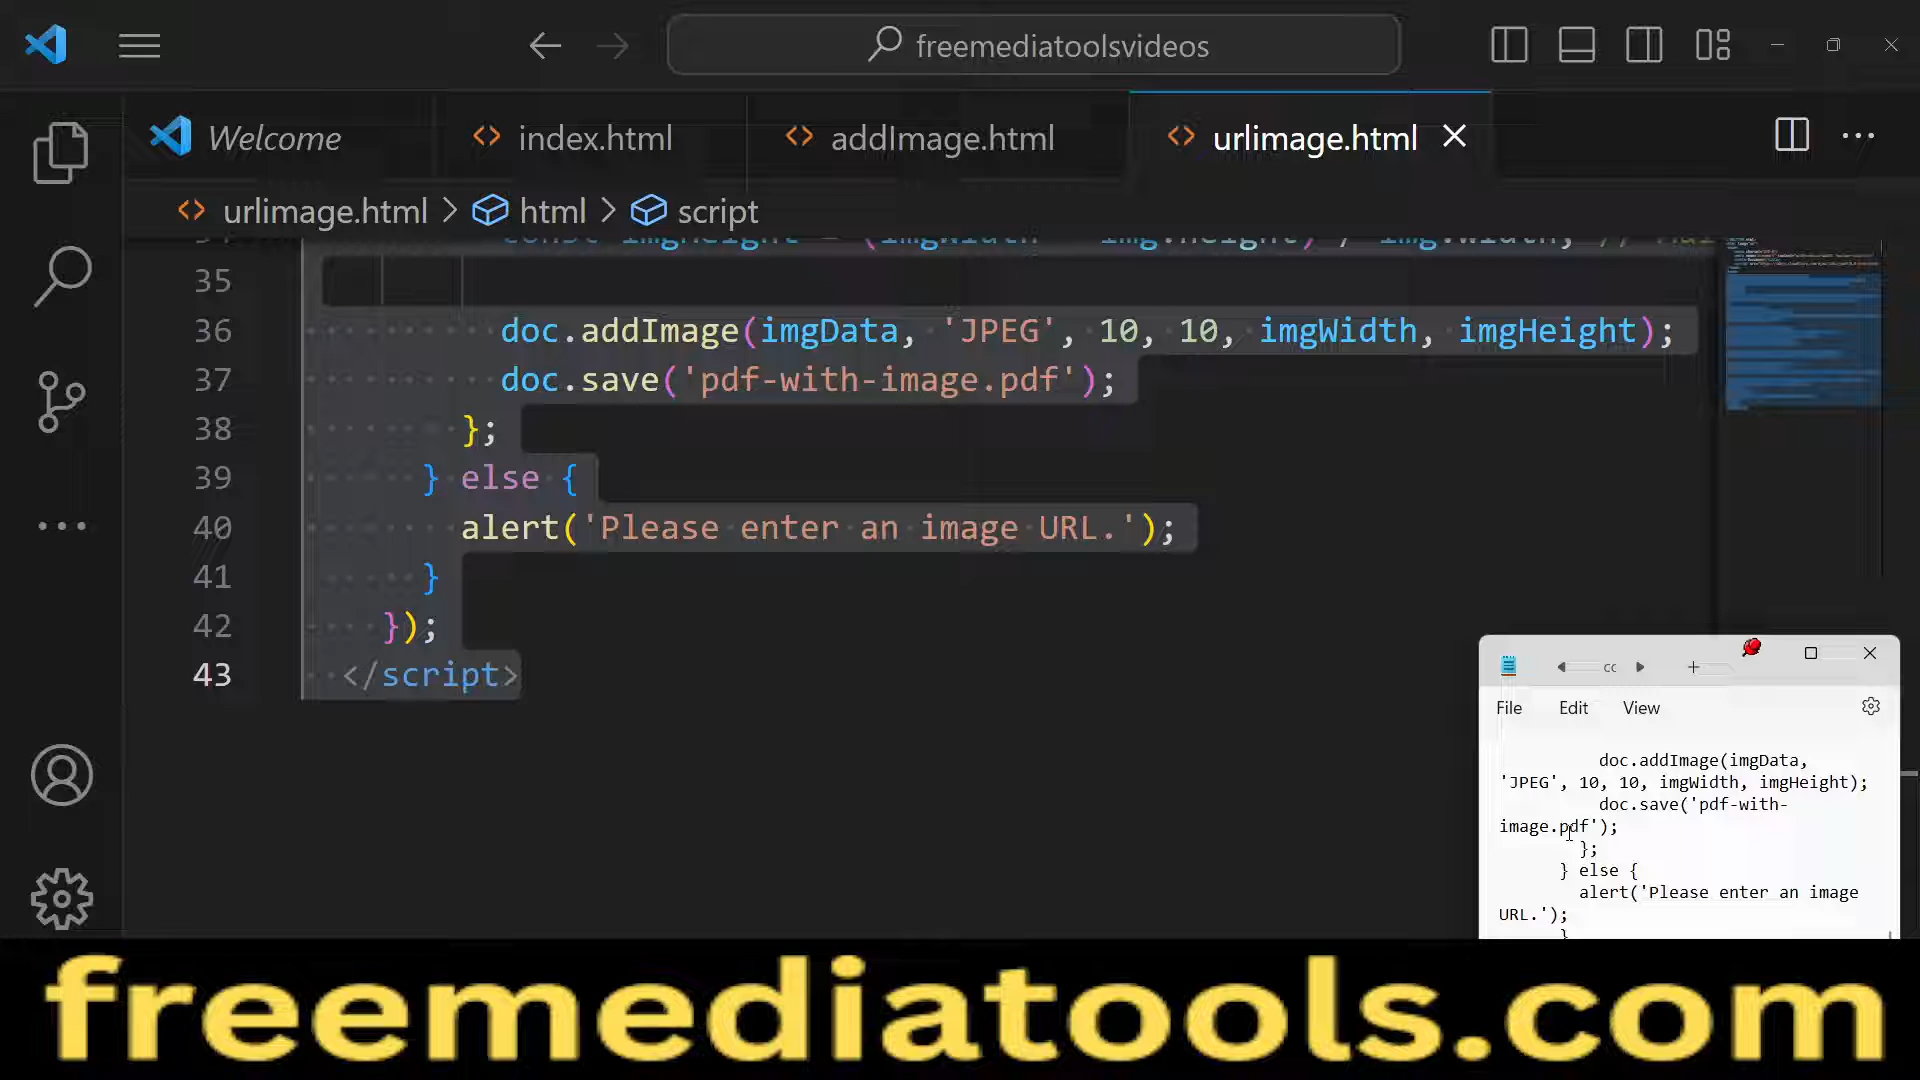 freemediatoolsvideos
Welcome
index.html
addImage.html
urlimage.html
urlimage.html > html > script
35
36 doc.addImage(imgData, 'JPEG', 10, 10, imgWidth, imgHeight);
37 doc.save('pdf-with-image.pdf');
38 };
39 } else {
40 alert('Please enter an image URL.');
41 }
42 });
43 </script>
cc
File Edit View
doc.addImage(imgData,
'JPEG', 10, 10, imgWidth, imgHeight);
doc.save('pdf-with-
image.pdf');
};
} else {
alert('Please enter an image
URL.');
}
freemediatools.com